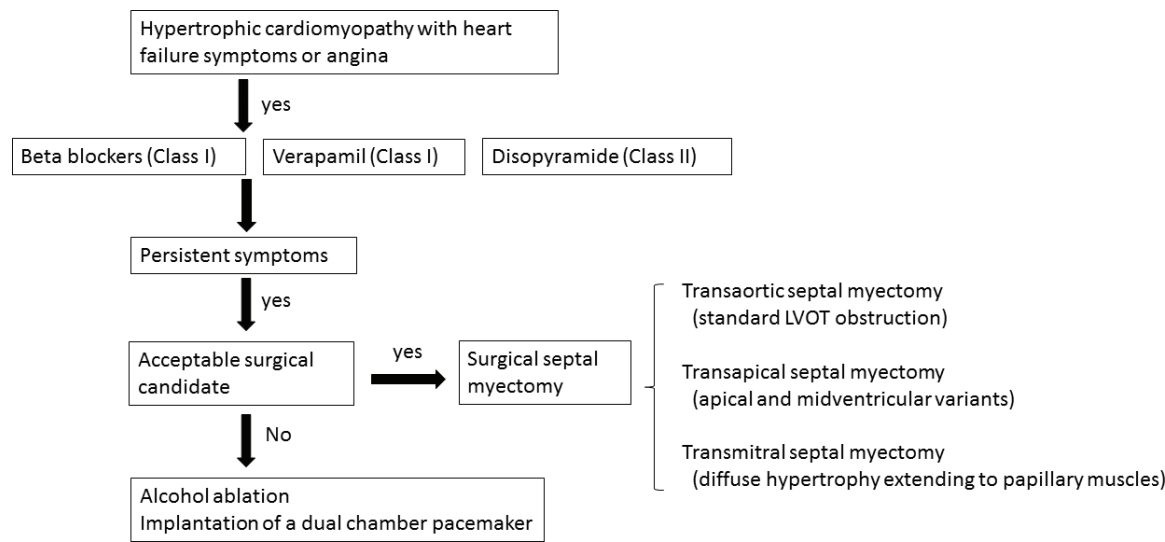 Hypertrophic cardiomyopathy with heart
failure symptoms or angina
yes
Beta blockers (Class I)
Verapamil (Class I)
Disopyramide (Class II)
Persistent symptoms
yes
Acceptable surgical
candidate
yes
Surgical septal
myectomy
Transaortic septal myectomy
(standard LVOT obstruction)
Transapical septal myectomy
(apical and midventricular variants)
Transmitral septal myectomy
(diffuse hypertrophy extending to papillary muscles)
No
Alcohol ablation
Implantation of a dual chamber pacemaker